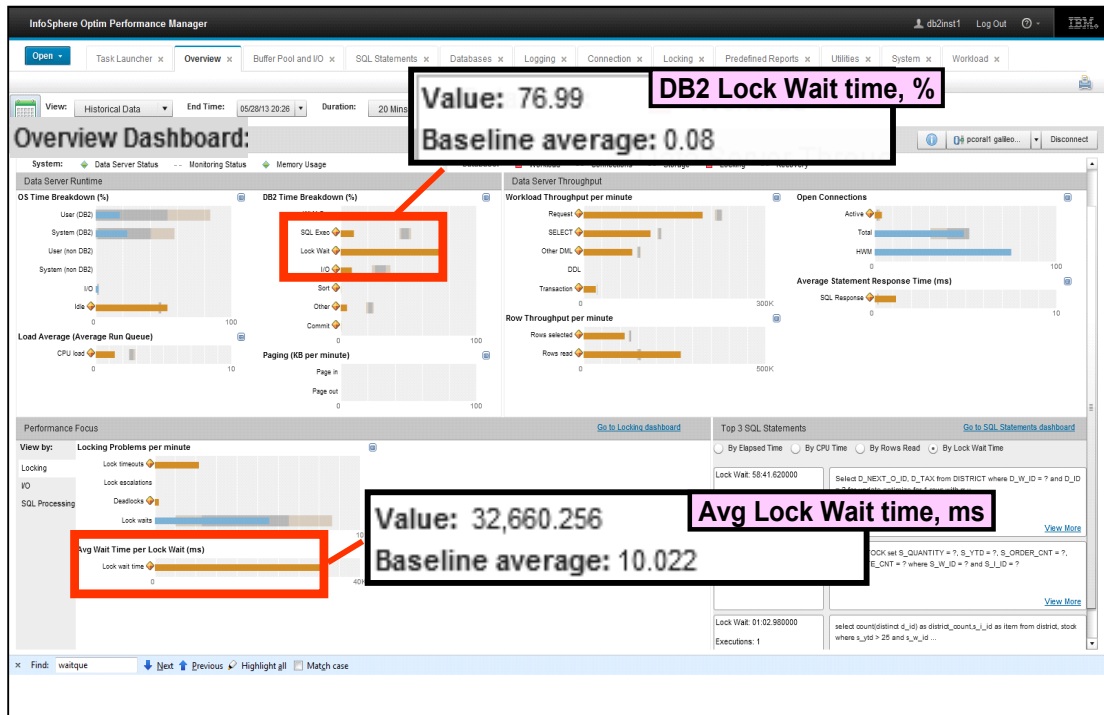 InfoSphere Optim Performance Manager
db2inst1 Log Out ? - IBM.
Open
Task Launcher × Overview × Buffer Pool and I/O × SQL Statements × Databases × Logging × Connection × Locking × Predefined Reports × Utilities × System × Workload ×
View: Historical Data End Time: 05/28/13 20:26 Duration: 20 Mins
Value: 76.99
DB2 Lock Wait time, %
Baseline average: 0.08
Overview Dashboard:
pccoral1 galileo... Disconnect
System: Data Server Status -- Monitoring Status Memory Usage
Data Server Runtime
Data Server Throughput
OS Time Breakdown (%)
User (DB2)
System (DB2)
User (non DB2)
System (non DB2)
I/O
Idle
0 100
Load Average (Average Run Queue)
CPU load
0 10
DB2 Time Breakdown (%)
SQL Exec
Lock Wait
I/O
Sort
Other
Commit
0 100
Paging (KB per minute)
Page in
Page out
0 100
Workload Throughput per minute
Request
SELECT
Other DML
DDL
Transaction
0 300K
Row Throughput per minute
Rows selected
Rows read
0 500K
Open Connections
Active
Total
HWM
0 100
Average Statement Response Time (ms)
SQL Response
0 10
Performance Focus
Go to Locking dashboard
View by:
Locking
I/O
SQL Processing
Locking Problems per minute
Lock timeouts
Lock escalations
Deadlocks
Lock waits
Avg Wait Time per Lock Wait (ms)
Lock wait time
0 40K
Value: 32,660.256
Avg Lock Wait time, ms
Baseline average: 10.022
Top 3 SQL Statements
Go to SQL Statements dashboard
By Elapsed Time By CPU Time By Rows Read By Lock Wait Time
Lock Wait: 58:41.620000
Select D_NEXT_O_ID, D_TAX from DISTRICT where D_W_ID = ? and D_ID
View More
OCK set S_QUANTITY = ?, S_YTD = ?, S_ORDER_CNT = ?,
E_CNT = ? where S_W_ID = ? and S_I_ID = ?
View More
Lock Wait: 01:02.980000
Executions: 1
select count(distinct d_id) as district_count,s_i_id as item from district, stock
where s_ytd > 25 and s_w_id ...
× Find: waitque Next Previous Highlight all Match case